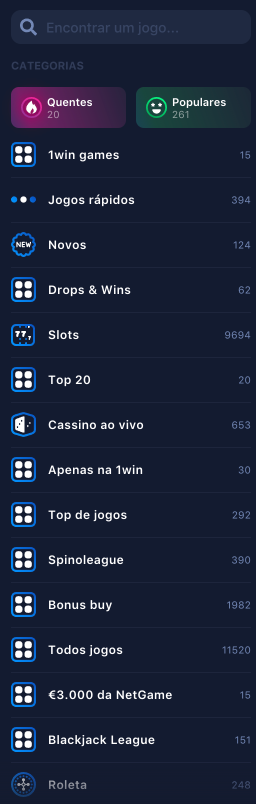 Encontrar um jogo...
CATEGORIAS
Quentes
20
Populares
261
1win games 15
Jogos rápidos 394
NEW Novos 124
Drops & Wins 62
77 Slots 9694
Top 20 20
Cassino ao vivo 653
Apenas na 1win 30
Top de jogos 292
Spinoleague 390
Bonus buy 1982
Todos jogos 11520
€3.000 da NetGame 15
Blackjack League 151
Roleta 248